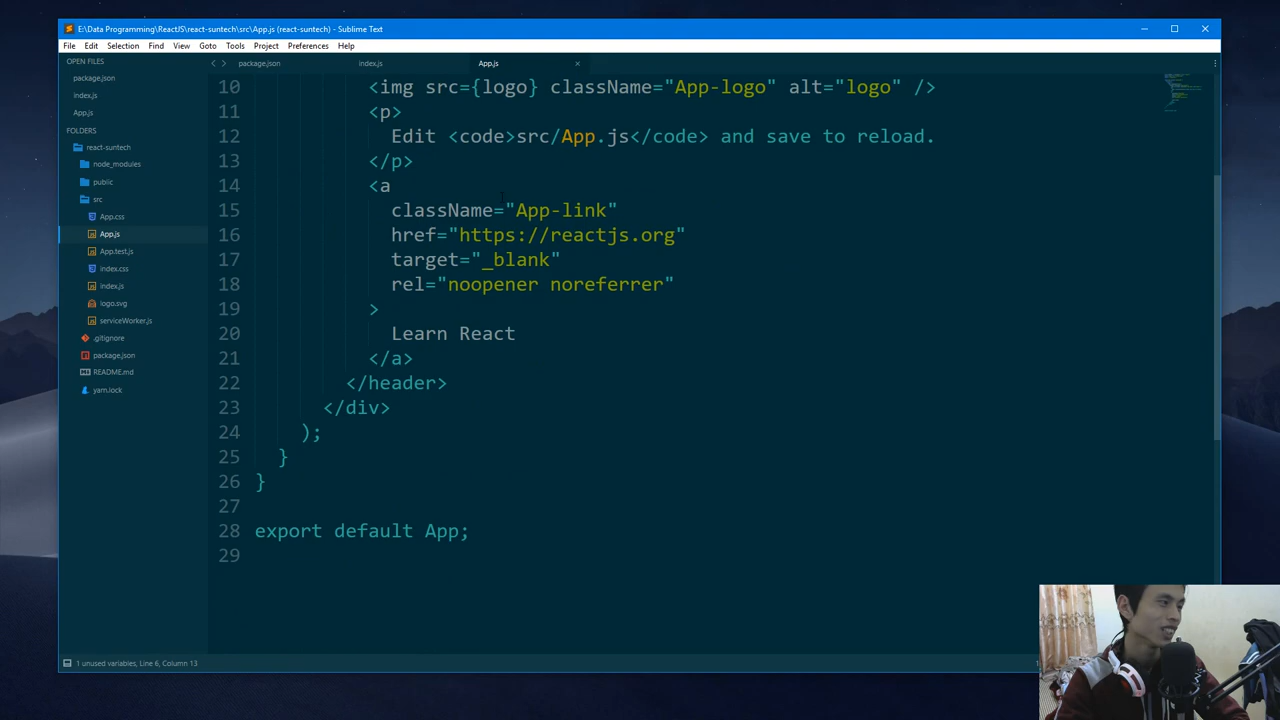 E:\Data Programming\ReactJS\react-suntech\src\App.js (react-suntech) - Sublime Text
File Edit Selection Find View Goto Tools Project Preferences Help
OPEN FILES
package.json
index.js
App.js
FOLDERS
react-suntech
node_modules
public
src
App.css
App.js
App.test.js
index.css
index.js
logo.svg
serviceWorker.js
.gitignore
package.json
README.md
yarn.lock
package.json index.js App.js
10 <img src={logo} className="App-logo" alt="logo" />
11 <p>
12 Edit <code>src/App.js</code> and save to reload.
13 </p>
14 <a
15 className="App-link"
16 href="https://reactjs.org"
17 target="_blank"
18 rel="noopener noreferrer"
19 >
20 Learn React
21 </a>
22 </header>
23 </div>
24 );
25 }
26 }
27
28 export default App;
29
1 unused variables, Line 6, Column 13